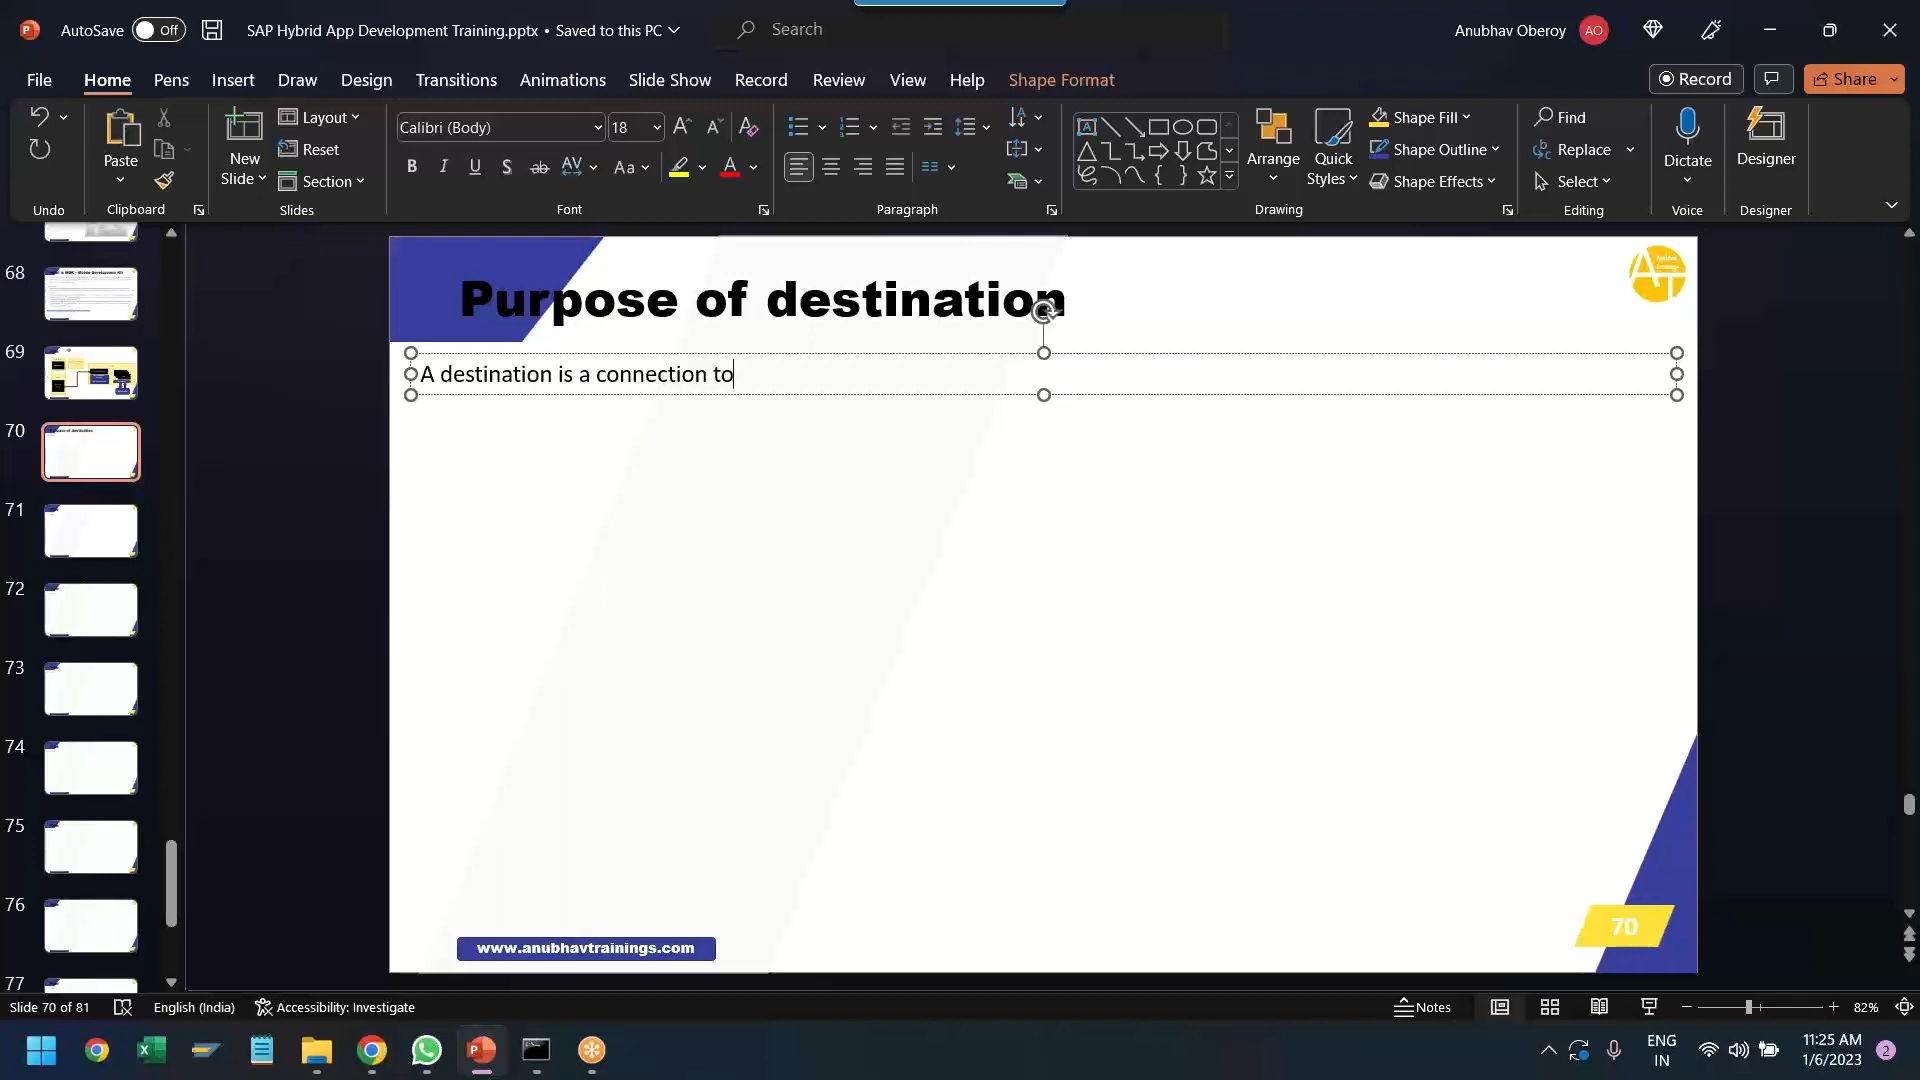 AutoSave Off SAP Hybrid App Development Training.pptx • Saved to this PC Search Anubhav Oberoy AO
File Home Pens Insert Draw Design Transitions Animations Slide Show Record Review View Help Shape Format Record Share
Paste New Slide Layout Reset Section Calibri (Body) 18 Arrange Quick Styles Shape Fill Shape Outline Shape Effects Find Replace Select Dictate Designer
Undo Clipboard Slides Font Paragraph Drawing Editing Voice Designer
68
69
70
71
72
73
74
75
76
77
Purpose of destination
A destination is a connection to
www.anubhavtrainings.com
70
Slide 70 of 81 English (India) Accessibility: Investigate Notes 82%
ENG
IN
11:25 AM
1/6/2023
2